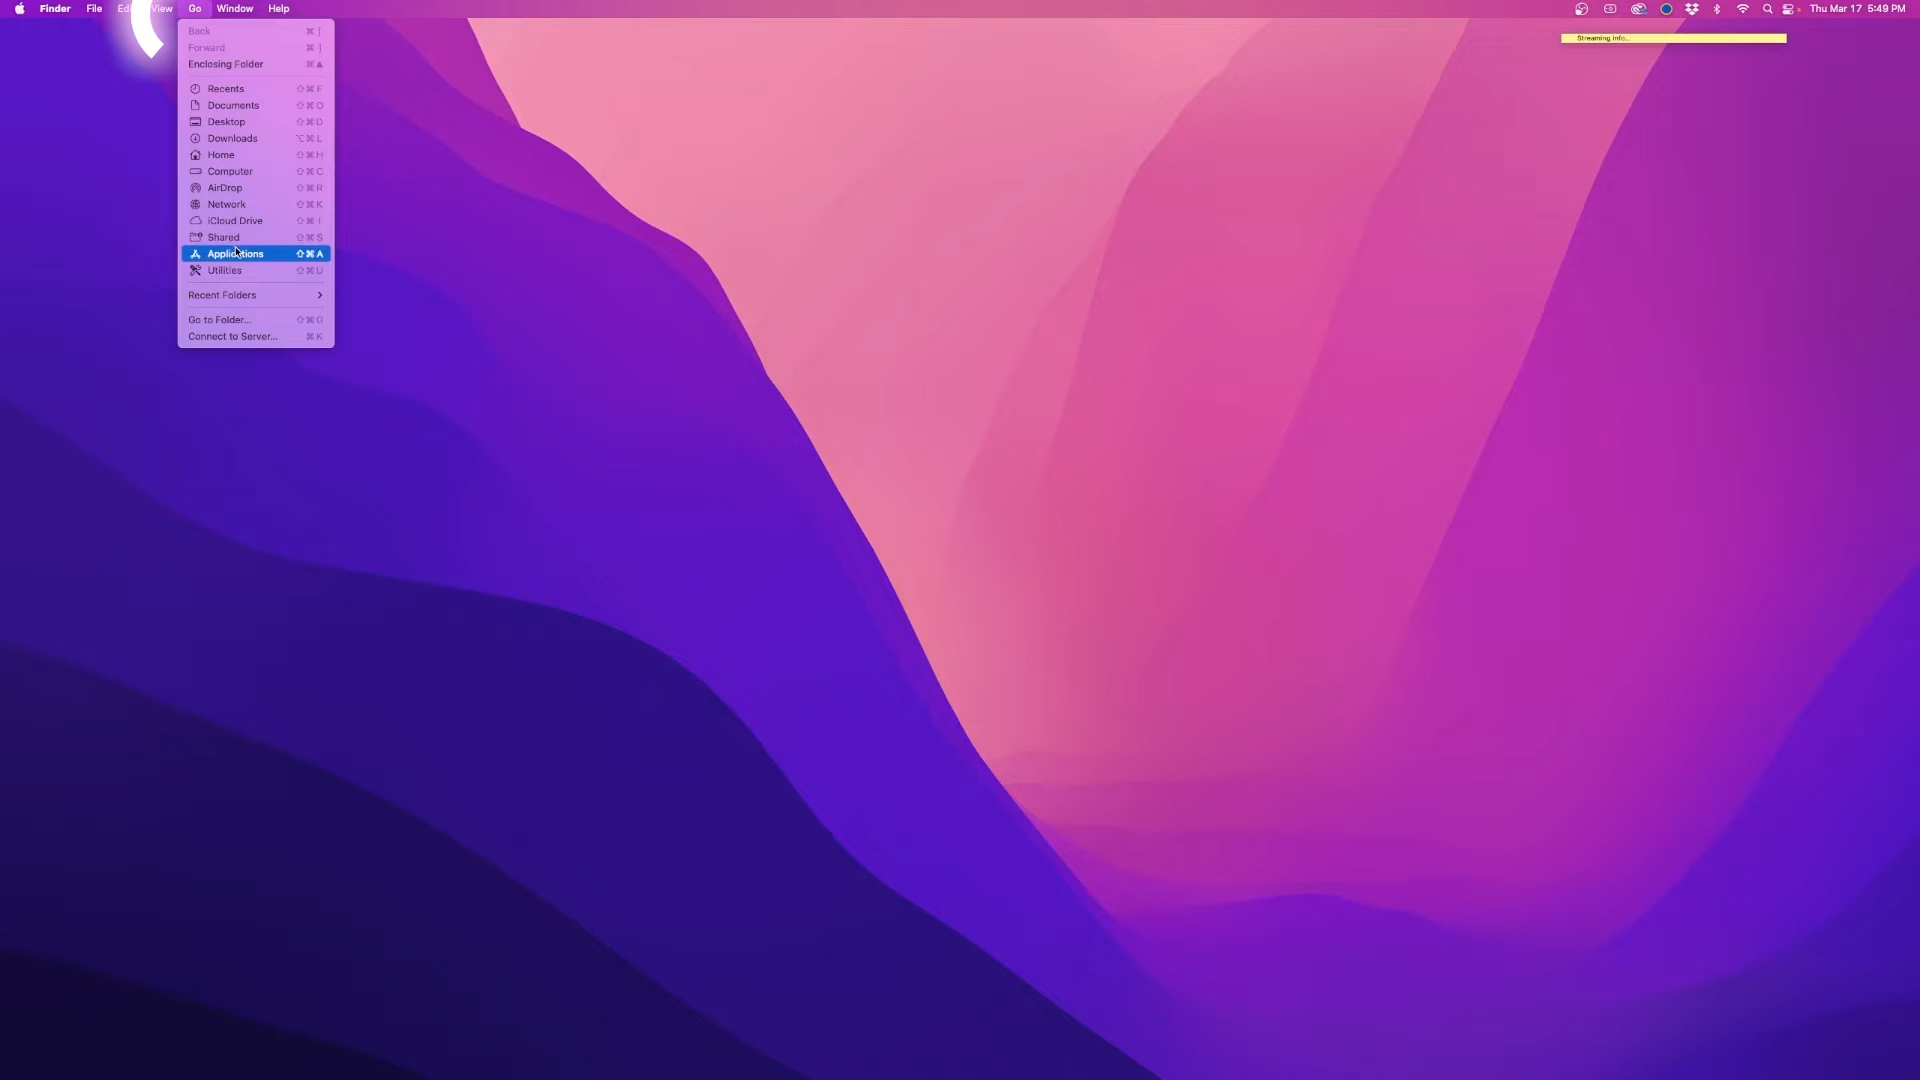 Finder File Edit View Go Window Help Thu Mar 17 5:49 PM
Streaming info...
Back ⌘ [
Forward ⌘ ]
Enclosing Folder ⌘▲
Recents ⇧⌘F
Documents ⇧⌘O
Desktop ⇧⌘D
Downloads ⌥⌘L
Home ⇧⌘H
Computer ⇧⌘C
AirDrop ⇧⌘R
Network ⇧⌘K
iCloud Drive ⇧⌘I
Shared ⇧⌘S
Applications ⇧⌘A
Utilities ⇧⌘U
Recent Folders
Go to Folder... ⇧⌘G
Connect to Server... ⌘K